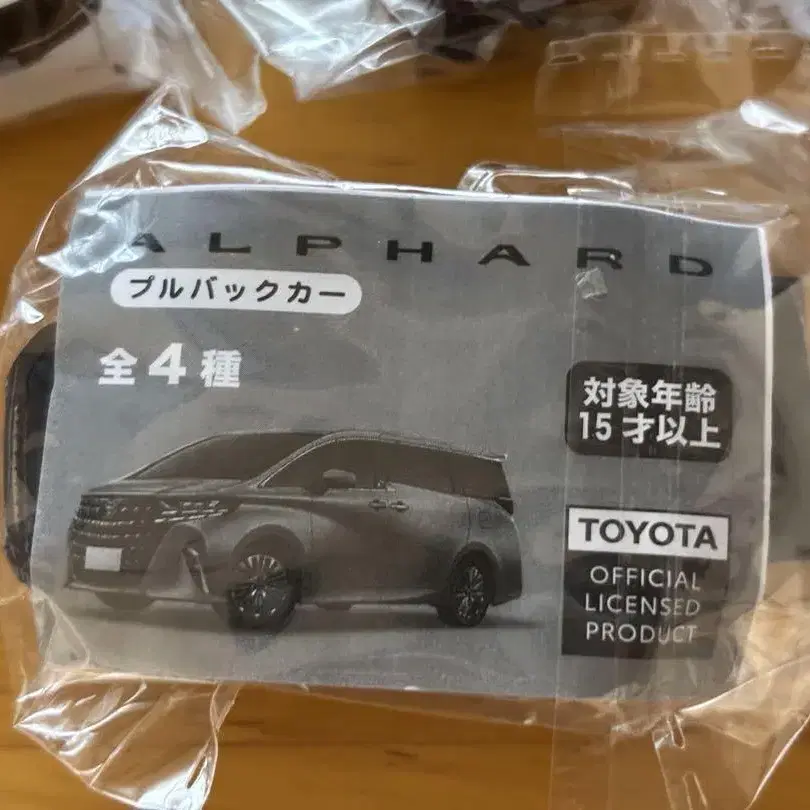 ALPHARD
プルバックカー
全4種
対象年齢
15才以上
TOYOTA
OFFICIAL
LICENSED
PRODUCT